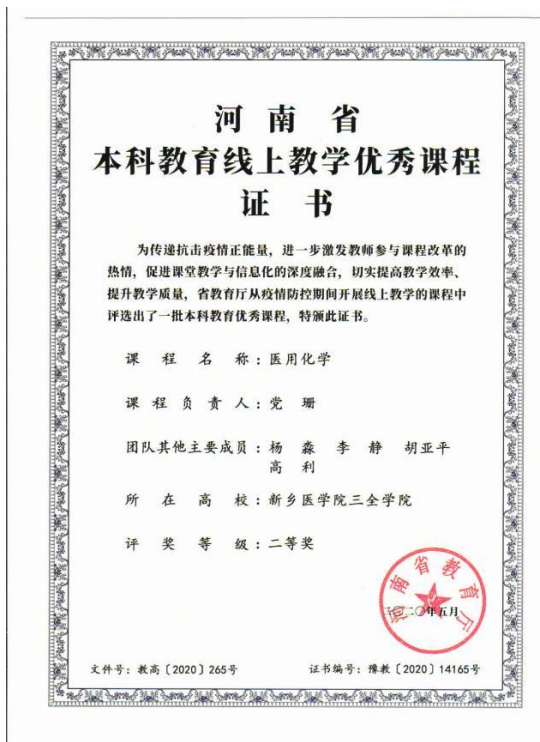 河南省
本科教育线上教学优秀课程
证书
为传递抗击疫情正能量，进一步激发教师参与课程改革的
热情，促进课堂教学与信息化的深度融合，切实提高教学效率、
提升教学质量，省教育厅从疫情防控期间开展线上教学的课程中
评选出了一批本科教育优秀课程，特颁此证书。
课程名称：医用化学
课程负责人：党珊
团队其他主要成员：杨淼 李静 胡亚平
高利
所在高校：新乡医学院三全学院
评奖等级：二等奖
河南省教育厅
二〇二〇年五月
文件号：教高〔2020〕265号 证书编号：豫教〔2020〕14165号